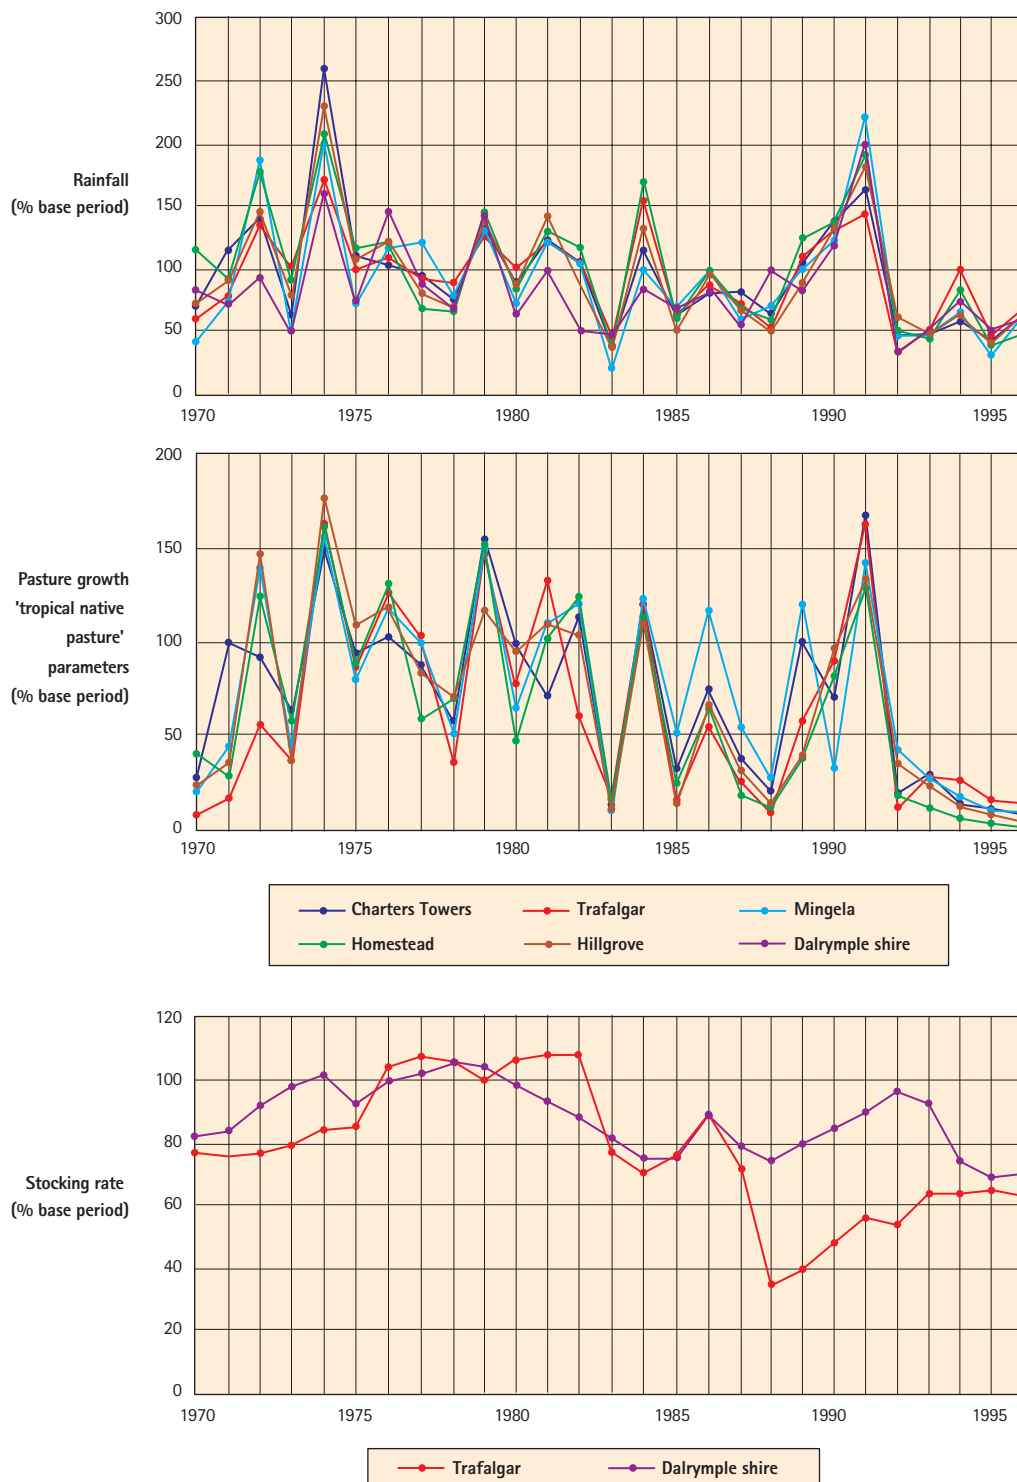 300
250
200
150
100
50
0
Rainfall
(% base period)
1970 1975 1980 1985 1990 1995
200
150
100
50
0
Pasture growth
'tropical native
pasture'
parameters
(% base period)
1970 1975 1980 1985 1990 1995
Charters Towers Trafalgar Mingela
Homestead Hillgrove Dalrymple shire
120
100
80
60
40
20
0
Stocking rate
(% base period)
1970 1975 1980 1985 1990 1995
Trafalgar Dalrymple shire